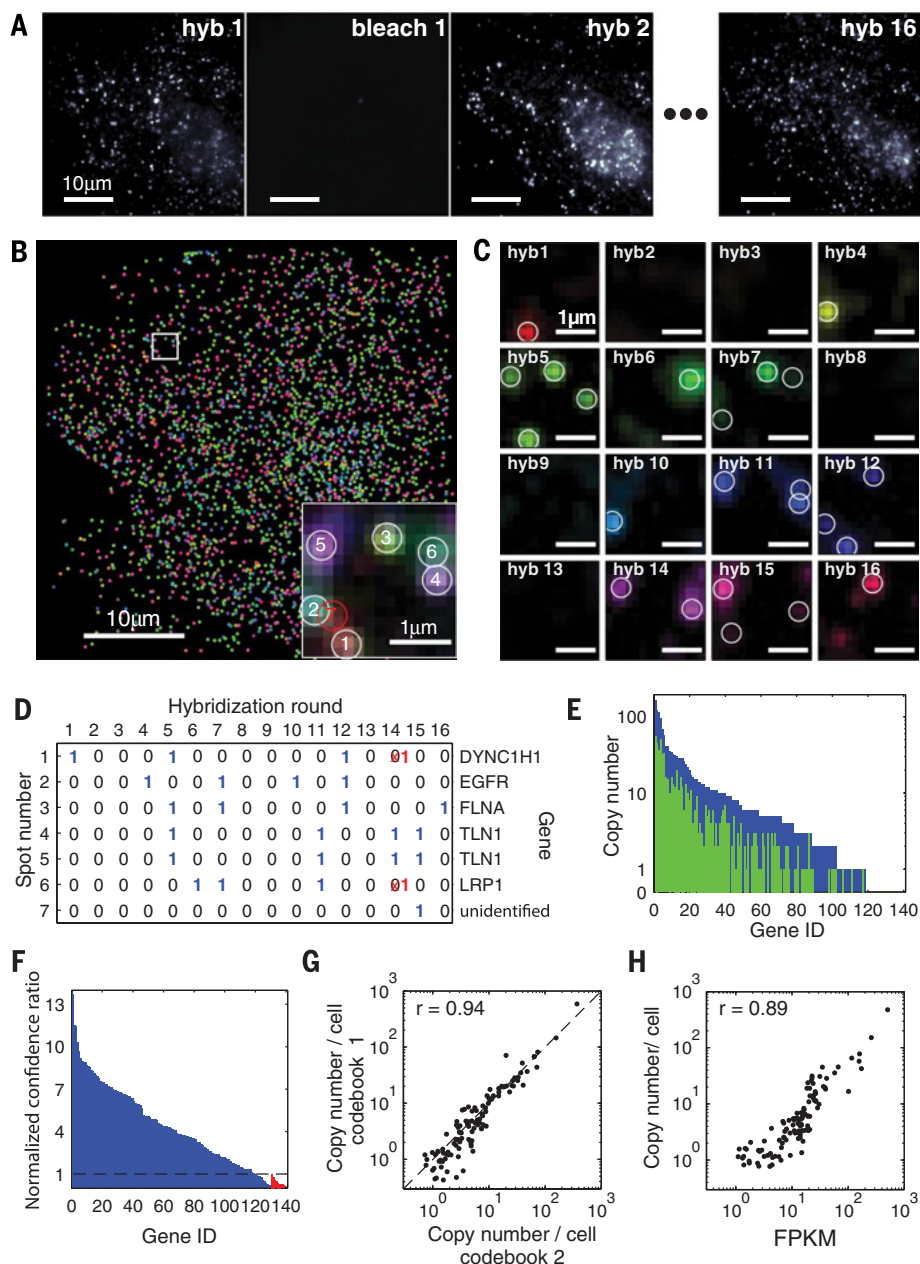 A
hyb 1
bleach 1
hyb 2
hyb 16
10μm
B
10μm
5
3
6
4
2
7
1
1μm
C
hyb1
hyb2
hyb3
hyb4
1μm
hyb5
hyb6
hyb7
hyb8
hyb9
hyb 10
hyb 11
hyb 12
hyb 13
hyb 14
hyb 15
hyb 16
D
Hybridization round
1 2 3 4 5 6 7 8 9 10 11 12 13 14 15 16
Spot number
1 1 0 0 0 1 0 0 0 0 0 0 1 0 x1 0 0 DYNC1H1
2 0 0 0 1 0 0 1 0 0 1 0 1 0 0 0 0 EGFR
3 0 0 0 0 1 0 1 0 0 0 0 1 0 0 0 1 FLNA
4 0 0 0 0 1 0 0 0 0 0 1 0 0 1 1 0 TLN1
5 0 0 0 0 1 0 0 0 0 0 1 0 0 1 1 0 TLN1
6 0 0 0 0 0 1 1 0 0 0 1 0 0 x1 0 0 LRP1
7 0 0 0 0 0 0 0 0 0 0 0 0 0 0 1 0 unidentified
Gene
E
Copy number
100
10
1
0
0 20 40 60 80 100 120 140
Gene ID
F
Normalized confidence ratio
13
10
7
4
1
0 20 40 60 80 100 120 140
Gene ID
G
r = 0.94
Copy number / cell
codebook 1
10³
10²
10¹
10⁰
10⁰ 10¹ 10² 10³
Copy number / cell
codebook 2
H
r = 0.89
Copy number/ cell
10³
10²
10¹
10⁰
10⁰ 10¹ 10² 10³
FPKM